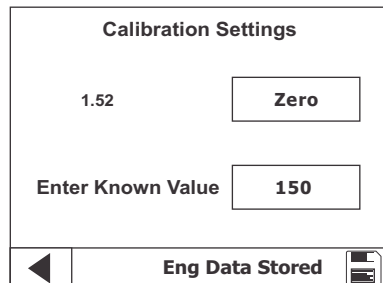 Calibration Settings
1.52 Zero
Enter Known Value 150
Eng Data Stored